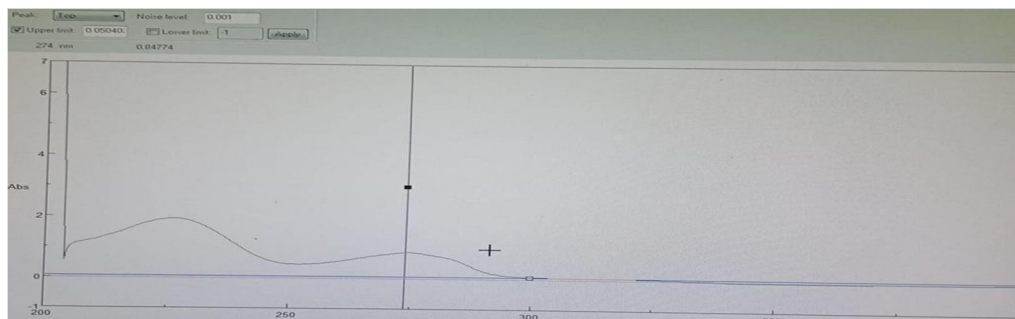 Peak: Top Noise level: 0.001
Upper limit: 0.05040. Lower limit: -1 Apply
274 nm 0.84774
7
6
4
Abs
2
0
-1
200 250 300